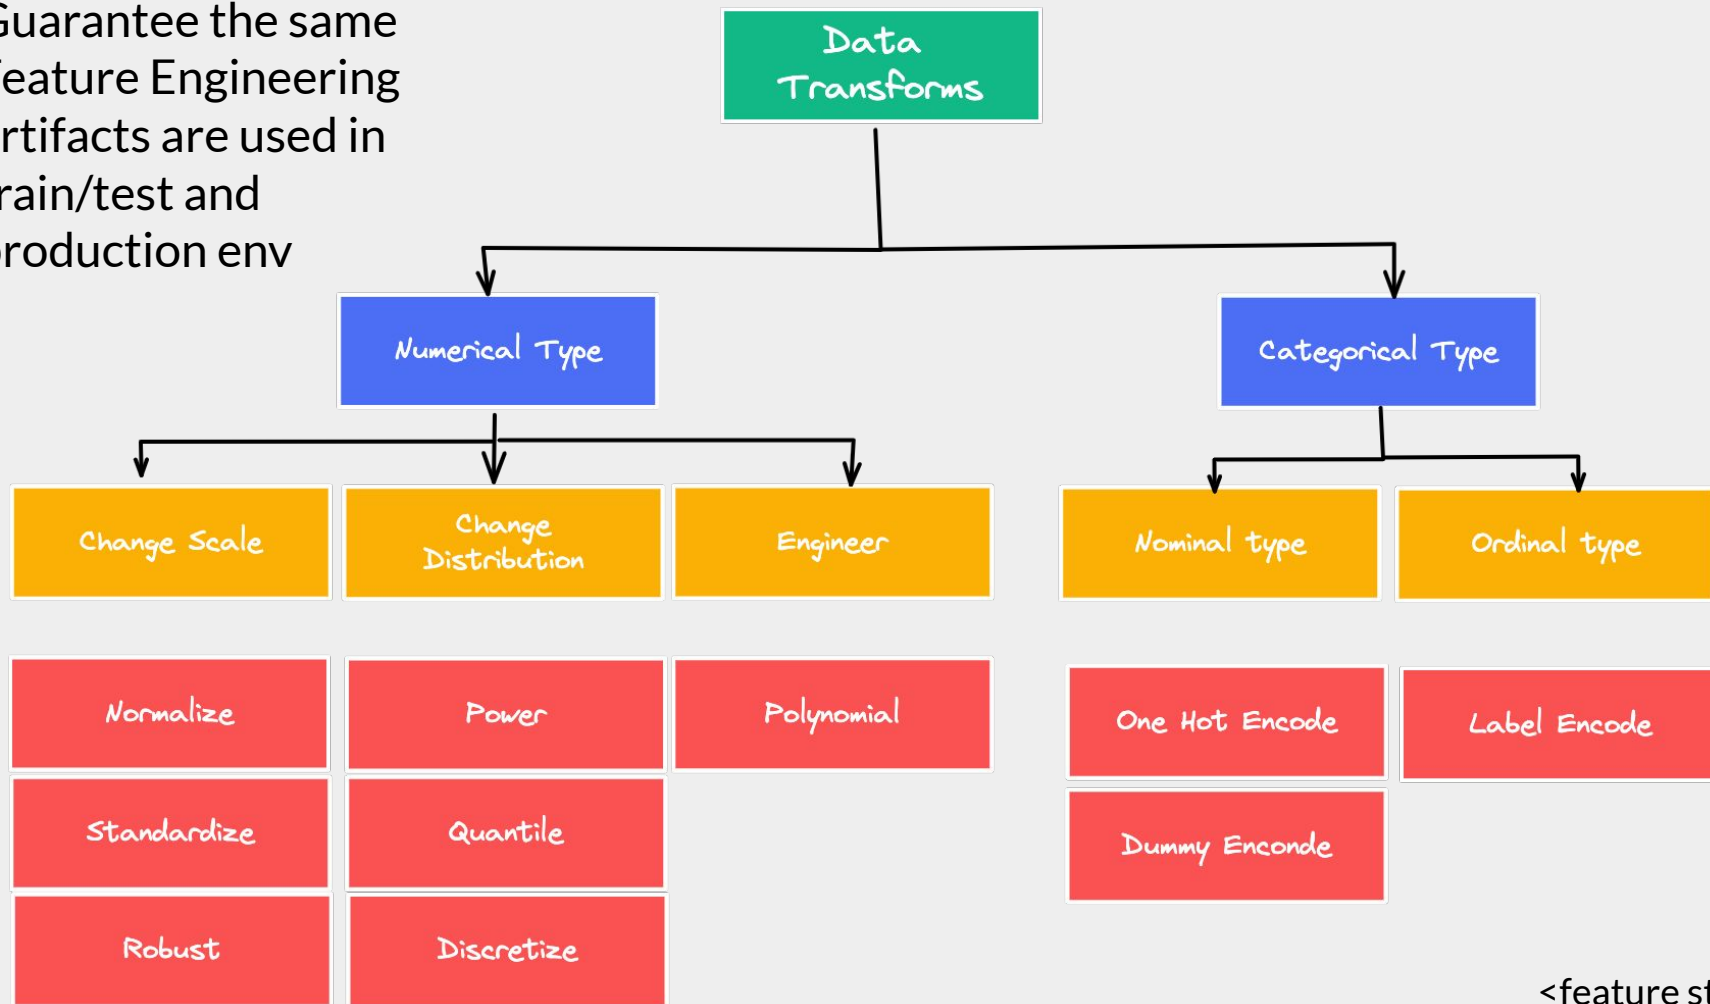 Guarantee the same
Feature Engineering
rtifacts are used in
rain/test and
production env
Data
Transforms
Numerical Type
Categorical Type
Change Scale
Change
Distribution
Engineer
Nominal type
Ordinal type
Normalize
Power
Polynomial
One Hot Encode
Label Encode
Standardize
Quantile
Dummy Enconde
Robust
Discretize
<feature st